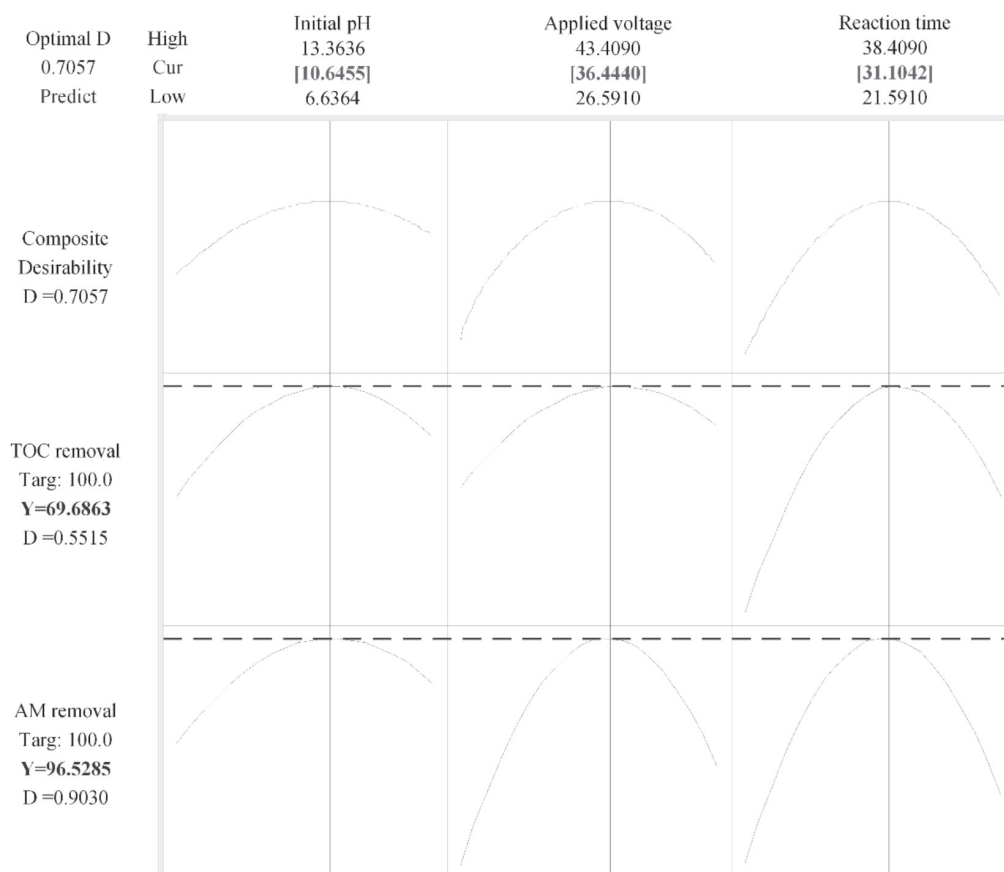 Optimal D
0.7057
Predict
High
Cur
Low
Initial pH
13.3636
[10.6455]
6.6364
Applied voltage
43.4090
[36.4440]
26.5910
Reaction time
38.4090
[31.1042]
21.5910
Composite
Desirability
D =0.7057
TOC removal
Targ: 100.0
Y=69.6863
D =0.5515
AM removal
Targ: 100.0
Y=96.5285
D =0.9030